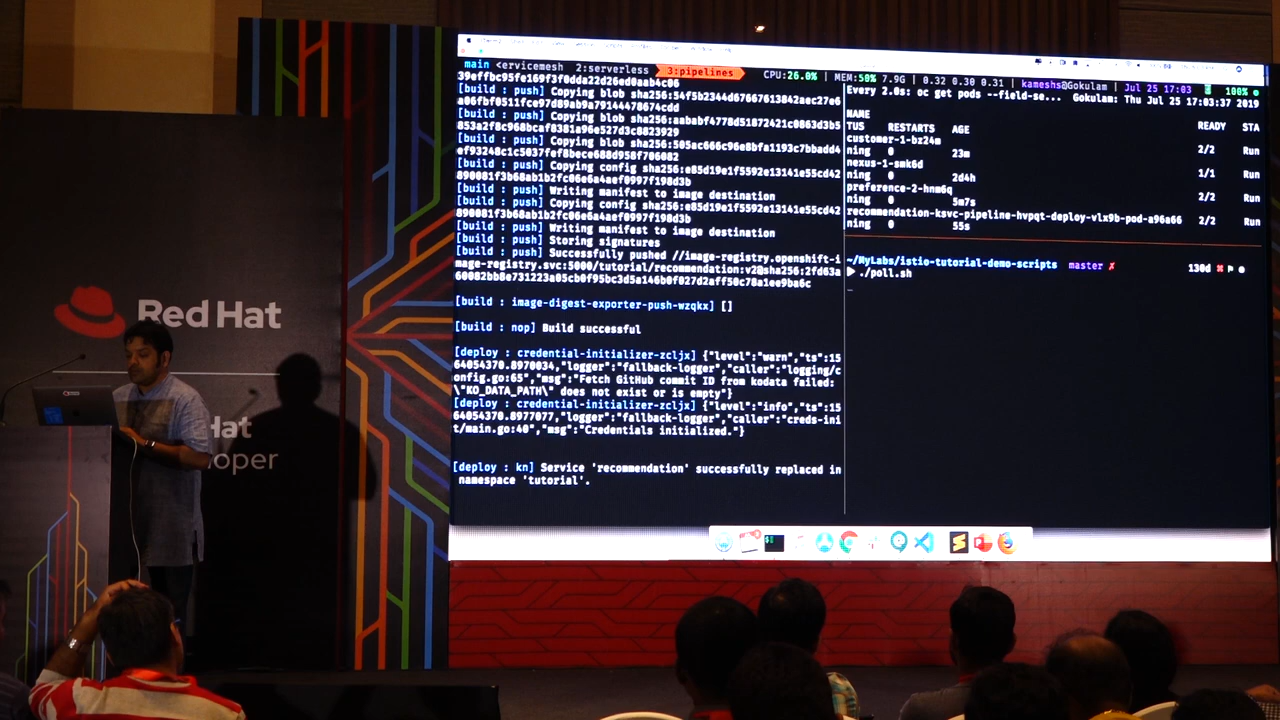 main <ervicemesh 2:serverless 3:pipelines CPU:26.0% | MEM:50% 7.9G | 0.32 0.30 0.31 | kameshs@Gokulam | Jul 25 17:03 100%
39effbc95fe169f3f0dda22d26ed0aab4c06
[build : push] Copying blob sha256:54f5b2344d67667613842aec27e6
a06fbf0511fce97d89ab9a79144478674cdd
[build : push] Copying blob sha256:aababf4778d51872421c0863d3b5
853a2f8c968bcaf8381a96e527d3c8823929
[build : push] Copying blob sha256:505ac666c96e8bfa1193c7bbadd4
ef93248c1c5037fef8bece688d958f706082
[build : push] Copying config sha256:e85d19e1f5592e13141e55cd42
890081f3b68ab1b2fc06e6a4aef0997f198d3b
[build : push] Writing manifest to image destination
[build : push] Copying config sha256:e85d19e1f5592e13141e55cd42
890081f3b68ab1b2fc06e6a4aef0997f198d3b
[build : push] Writing manifest to image destination
[build : push] Storing signatures
[build : push] Successfully pushed //image-registry.openshift-i
mage-registry.svc:5000/tutorial/recommendation:v2@sha256:2fd63a
60082bb8e731223a05cb0f95bc3d5a146b0f027d2aff50c78a1ee9ba6c
[build : image-digest-exporter-push-wzqkx] []
[build : nop] Build successful
[deploy : credential-initializer-zcljx] {"level":"warn","ts":15
64054370.8970034,"logger":"fallback-logger","caller":"logging/c
onfig.go:65","msg":"Fetch GitHub commit ID from kodata failed:
\"KO_DATA_PATH\" does not exist or is empty"}
[deploy : credential-initializer-zcljx] {"level":"info","ts":15
64054370.8977077,"logger":"fallback-logger","caller":"creds-ini
t/main.go:40","msg":"Credentials initialized."}
[deploy : kn] Service 'recommendation' successfully replaced in
namespace 'tutorial'.
Every 2.0s: oc get pods --field-se... Gokulam: Thu Jul 25 17:03:37 2019
NAME READY STA
TUS RESTARTS AGE
customer-1-bz24m 2/2 Run
ning 0 23m
nexus-1-smk6d 1/1 Run
ning 0 2d4h
preference-2-hnm6q 2/2 Run
ning 0 5m7s
recommendation-ksvc-pipeline-hvpqt-deploy-vlx9b-pod-a96a66 2/2 Run
ning 0 55s
~/MyLabs/istio-tutorial-demo-scripts master ✗ 130d
./poll.sh
Red Hat
Hat
oper